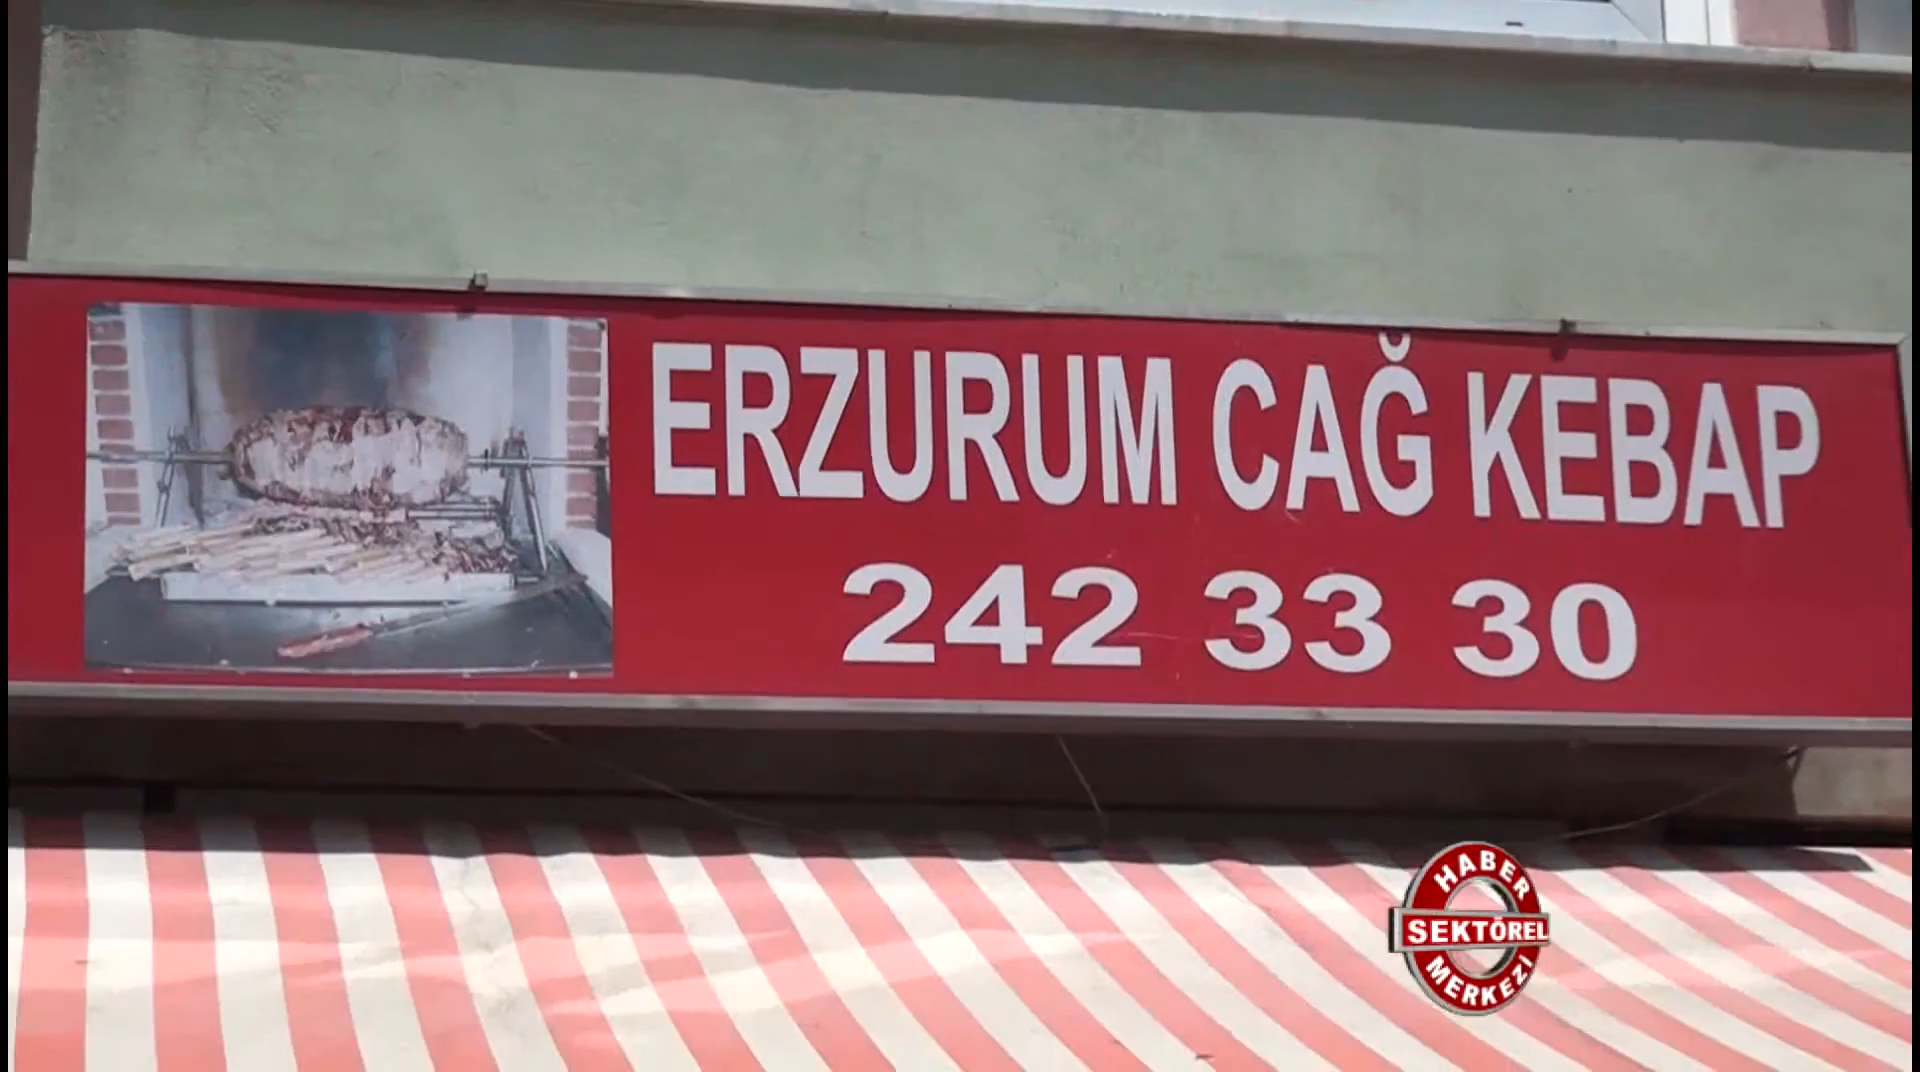 ERZURUM CAĞ KEBAP
242 33 30
HABER
SEKTÖREL
MERKEZİ